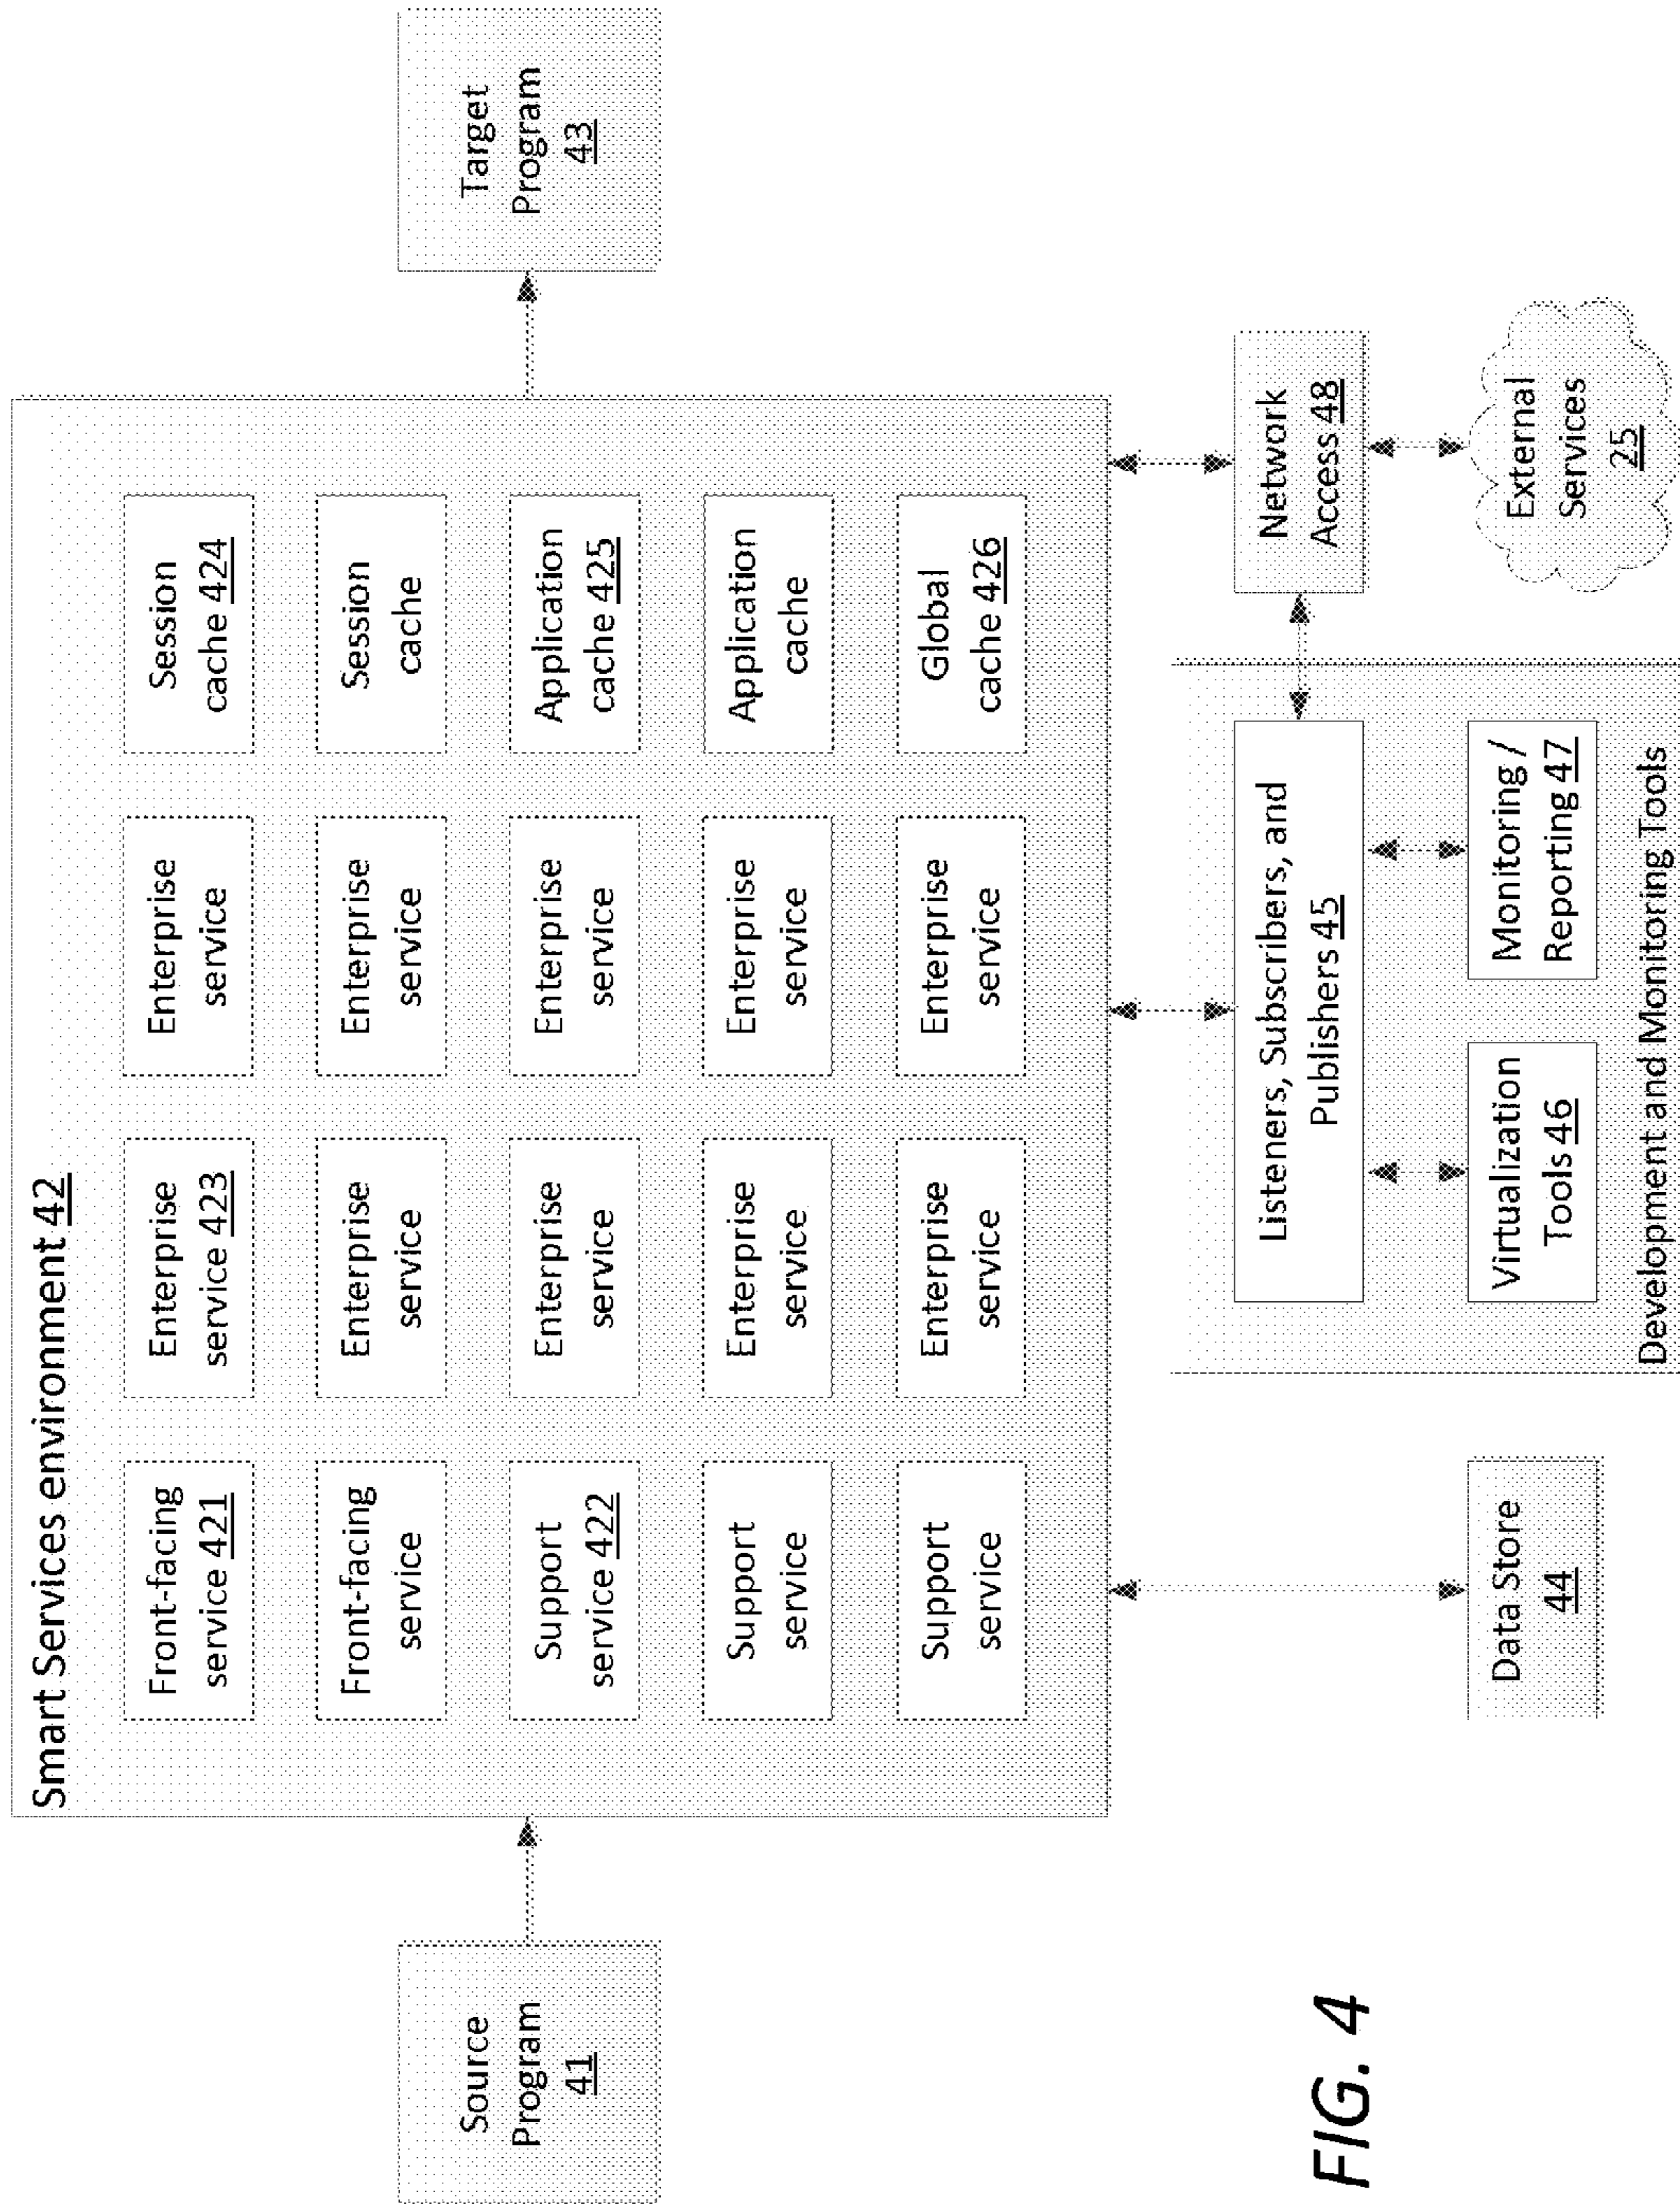 Smart Services environment 42
Source
Program
41
Front-facing
service 421
Enterprise
service 423
Enterprise
service
Session
cache 424
Front-facing
service
Enterprise
service
Enterprise
service
Session
cache
Support
service 422
Enterprise
service
Enterprise
service
Application
cache 425
Support
service
Enterprise
service
Enterprise
service
Application
cache
Support
service
Enterprise
service
Enterprise
service
Global
cache 426
Target
Program
43
Data Store
44
Listeners, Subscribers, and
Publishers 45
Virtualization
Tools 46
Monitoring /
Reporting 47
Development and Monitoring Tools
Network
Access 48
External
Services
25
FIG. 4